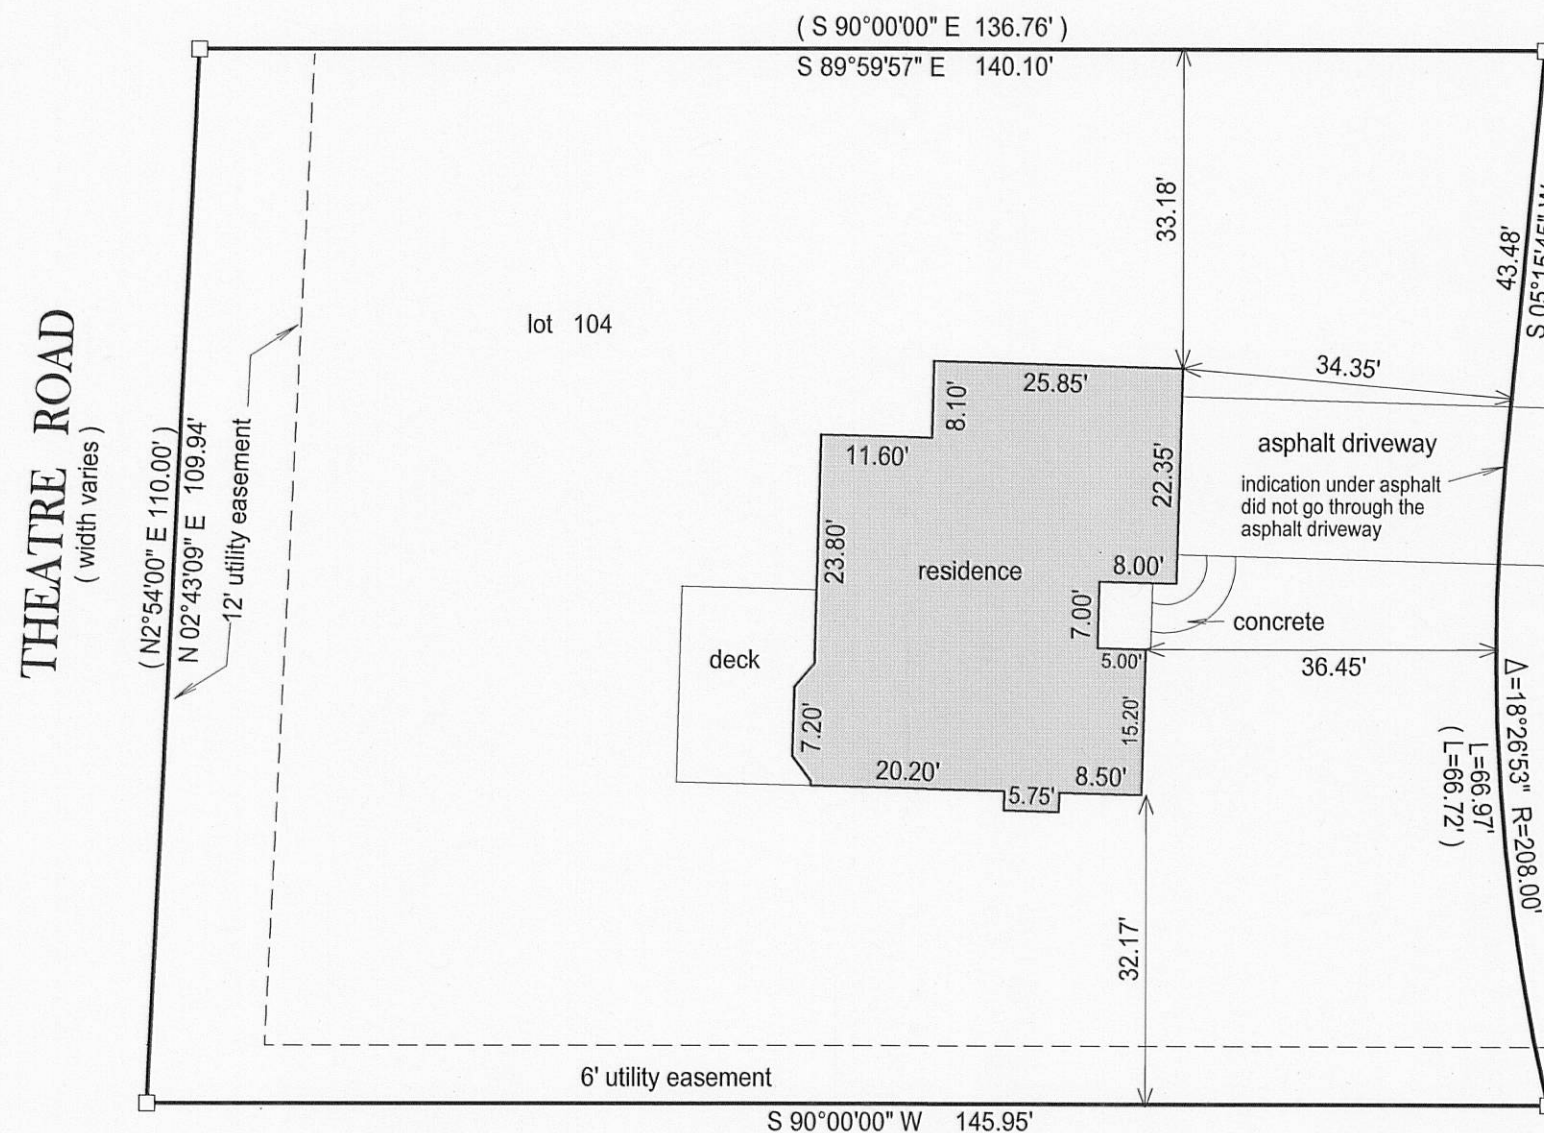 ( S 90°00'00" E 136.76' )
S 89°59'57" E 140.10'
33.18'
43.48'
S 05°15'45" W
THEATRE ROAD
( width varies )
( N2°54'00" E 110.00' )
N 02°43'09" E 109.94'
12' utility easement
lot 104
25.85'
8.10'
11.60'
23.80'
22.35'
34.35'
asphalt driveway
indication under asphalt
did not go through the
asphalt driveway
residence
8.00'
7.00'
5.00'
concrete
36.45'
deck
7.20'
20.20'
5.75'
8.50'
15.20'
Δ=18°26'53" R=208.00'
L=66.97'
( L=66.72' )
32.17'
6' utility easement
S 90°00'00" W 145.95'